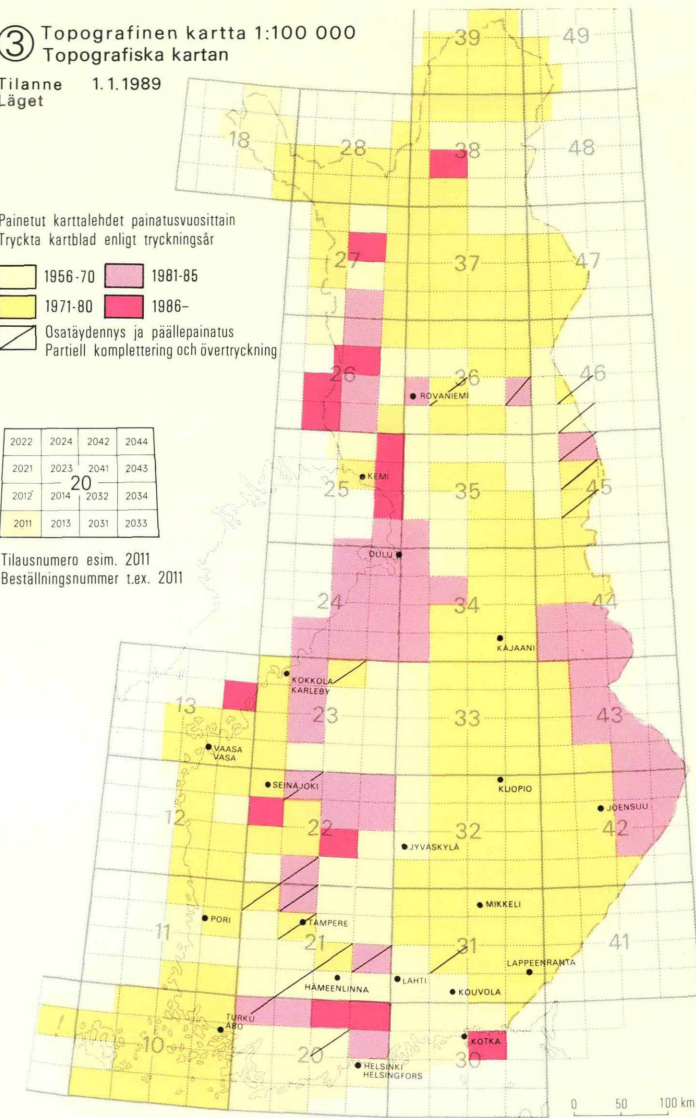 ③ Topografinen kartta 1:100 000
Topografiska kartan
Tilanne 1.1.1989
Läget
Painetut karttalehdet painatusvuosittain
Tryckta kartblad enligt tryckningsår
1956-70 1981-85
1971-80 1986–
Osatäydennys ja päällepainatus
Partiell komplettering och övertryckning
2022 2024 2042 2044
2021 2023 2041 2043
20
2012 2014 2032 2034
2011 2013 2031 2033
Tilausnumero esim. 2011
Beställningsnummer t.ex. 2011
39 49
18 28 38 48
27 37 47
26 36 46
ROVANIEMI
KEMI
25 35 45
OULU
24 34 44
KAJAANI
KOKKOLA
KARLEBY
13 23 33 43
VAASA
VASA
SEINÄJOKI
KUOPIO
JOENSUU
12 22 32 42
JYVÄSKYLÄ
MIKKELI
PORI
TAMPERE
11 21 31 41
LAPPEENRANTA
HÄMEENLINNA
LAHTI
KOUVOLA
TURKU
ÅBO
KOTKA
10 20 30
HELSINKI
HELSINGFORS
0 50 100 km